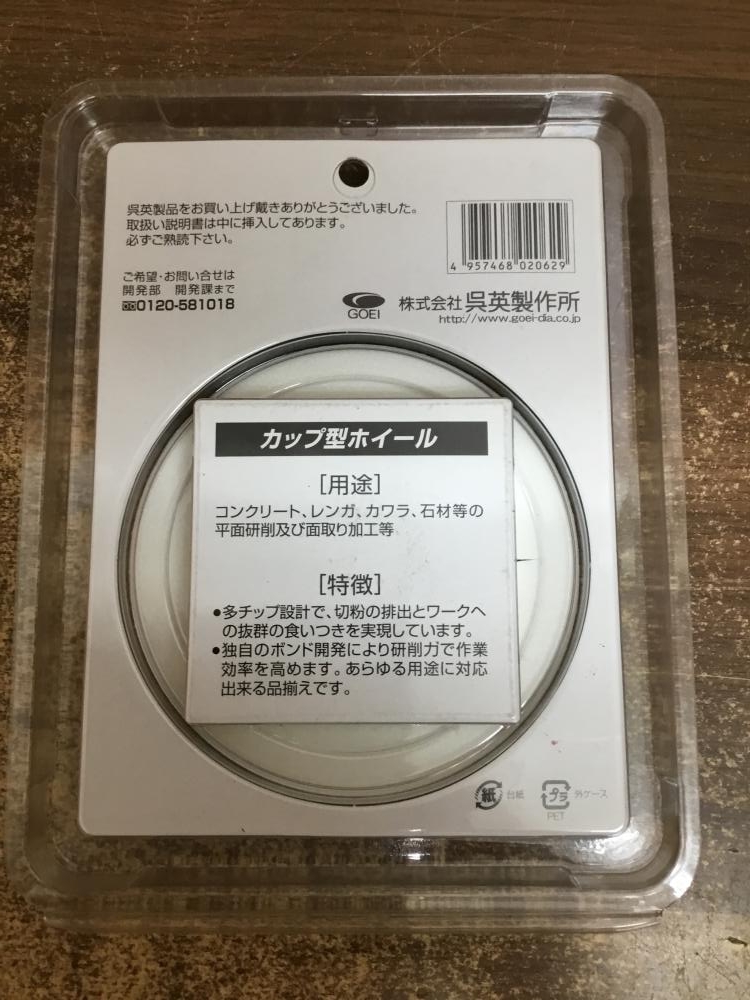 呉英製品をお買い上げ戴きありがとうございました。
取扱い説明書は中に挿入してあります。
必ずご熟読下さい。
4 957468 020629
ご希望・お問い合せは
開発部 開発課まで
0120-581018
GOEI
株式会社 呉英製作所
http://www.goei-dia.co.jp
カップ型ホイール
[用途]
コンクリート、レンガ、カワラ、石材等の
平面研削及び面取り加工等
[特徴]
●多チップ設計で、切粉の排出とワークへ
の抜群の食いつきを実現しています。
●独自のボンド開発により研削力で作業
効率を高めます。あらゆる用途に対応
出来る品揃えです。
紙 台紙
プラ 外ケース
PET